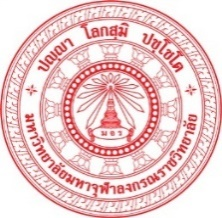 ปญฺญา โลกสฺมิ ปชฺโชโต
มจร
มหาวิทยาลัยมหาจุฬาลงกรณราชวิทยาลัย